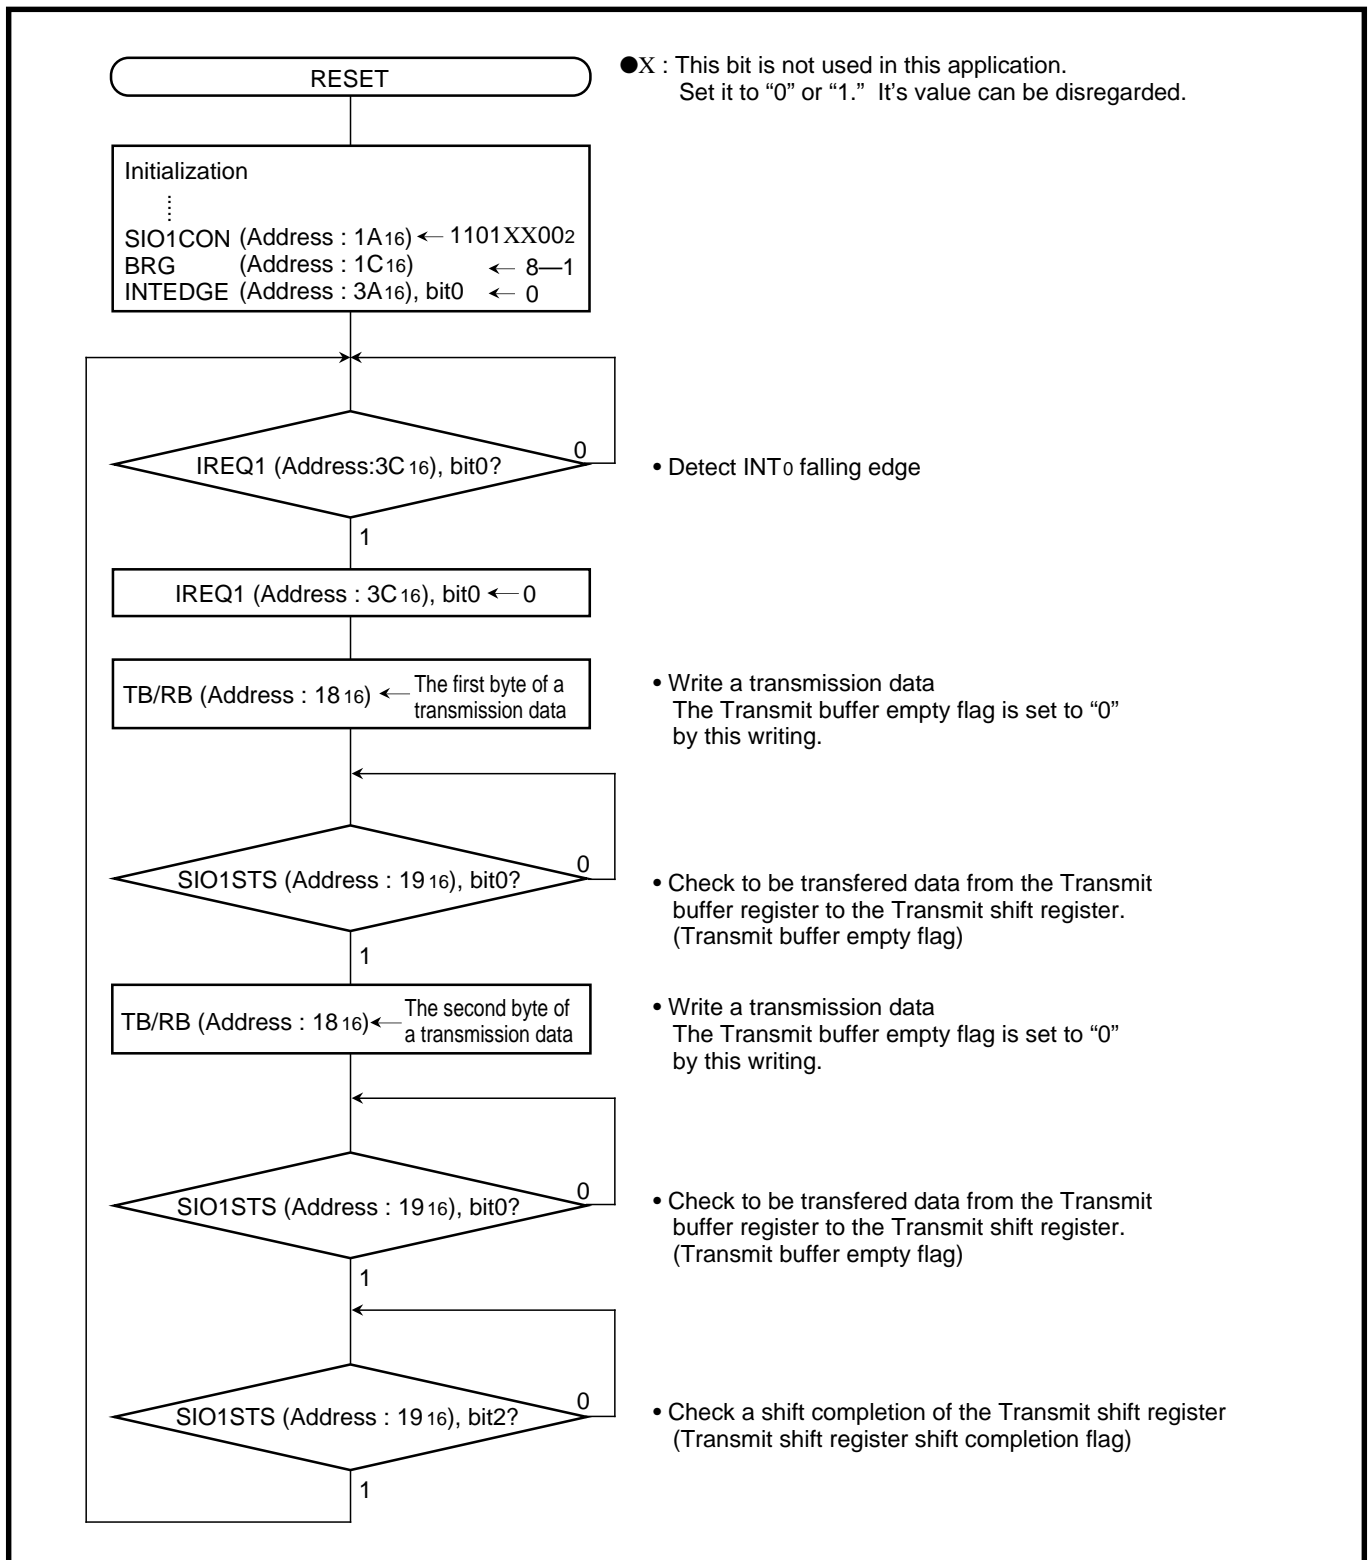 RESET
●X : This bit is not used in this application.
Set it to “0” or “1.” It's value can be disregarded.
Initialization
SIO1CON (Address : 1A16) ← 1101XX002
BRG (Address : 1C16) ← 8—1
INTEDGE (Address : 3A16), bit0 ← 0
IREQ1 (Address:3C16), bit0?
0
• Detect INT0 falling edge
1
IREQ1 (Address : 3C16), bit0 ← 0
TB/RB (Address : 1816) ← The first byte of a
transmission data
• Write a transmission data
The Transmit buffer empty flag is set to “0”
by this writing.
SIO1STS (Address : 1916), bit0?
0
• Check to be transfered data from the Transmit
buffer register to the Transmit shift register.
(Transmit buffer empty flag)
1
TB/RB (Address : 1816) ← The second byte of
a transmission data
• Write a transmission data
The Transmit buffer empty flag is set to “0”
by this writing.
SIO1STS (Address : 1916), bit0?
0
• Check to be transfered data from the Transmit
buffer register to the Transmit shift register.
(Transmit buffer empty flag)
1
SIO1STS (Address : 1916), bit2?
0
• Check a shift completion of the Transmit shift register
(Transmit shift register shift completion flag)
1